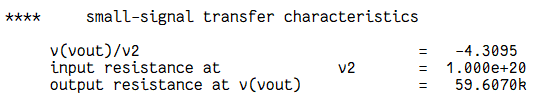 **** small-signal transfer characteristics
v(vout)/v2 = -4.3095
input resistance at v2 = 1.000e+20
output resistance at v(vout) = 59.6070k